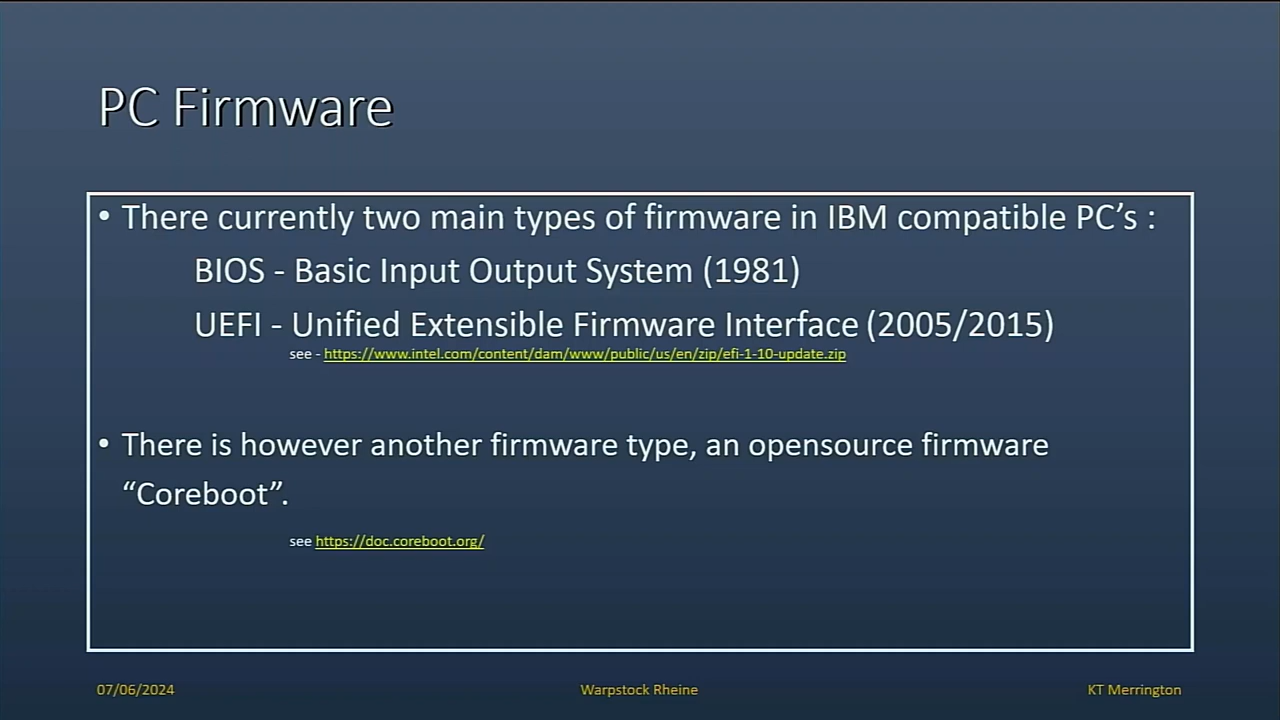 PC Firmware
• There currently two main types of firmware in IBM compatible PC’s :
BIOS - Basic Input Output System (1981)
UEFI - Unified Extensible Firmware Interface (2005/2015)
see - https://www.intel.com/content/dam/www/public/us/en/zip/efi-1-10-update.zip
• There is however another firmware type, an opensource firmware
“Coreboot”.
see https://doc.coreboot.org/
07/06/2024 Warpstock Rheine KT Merrington